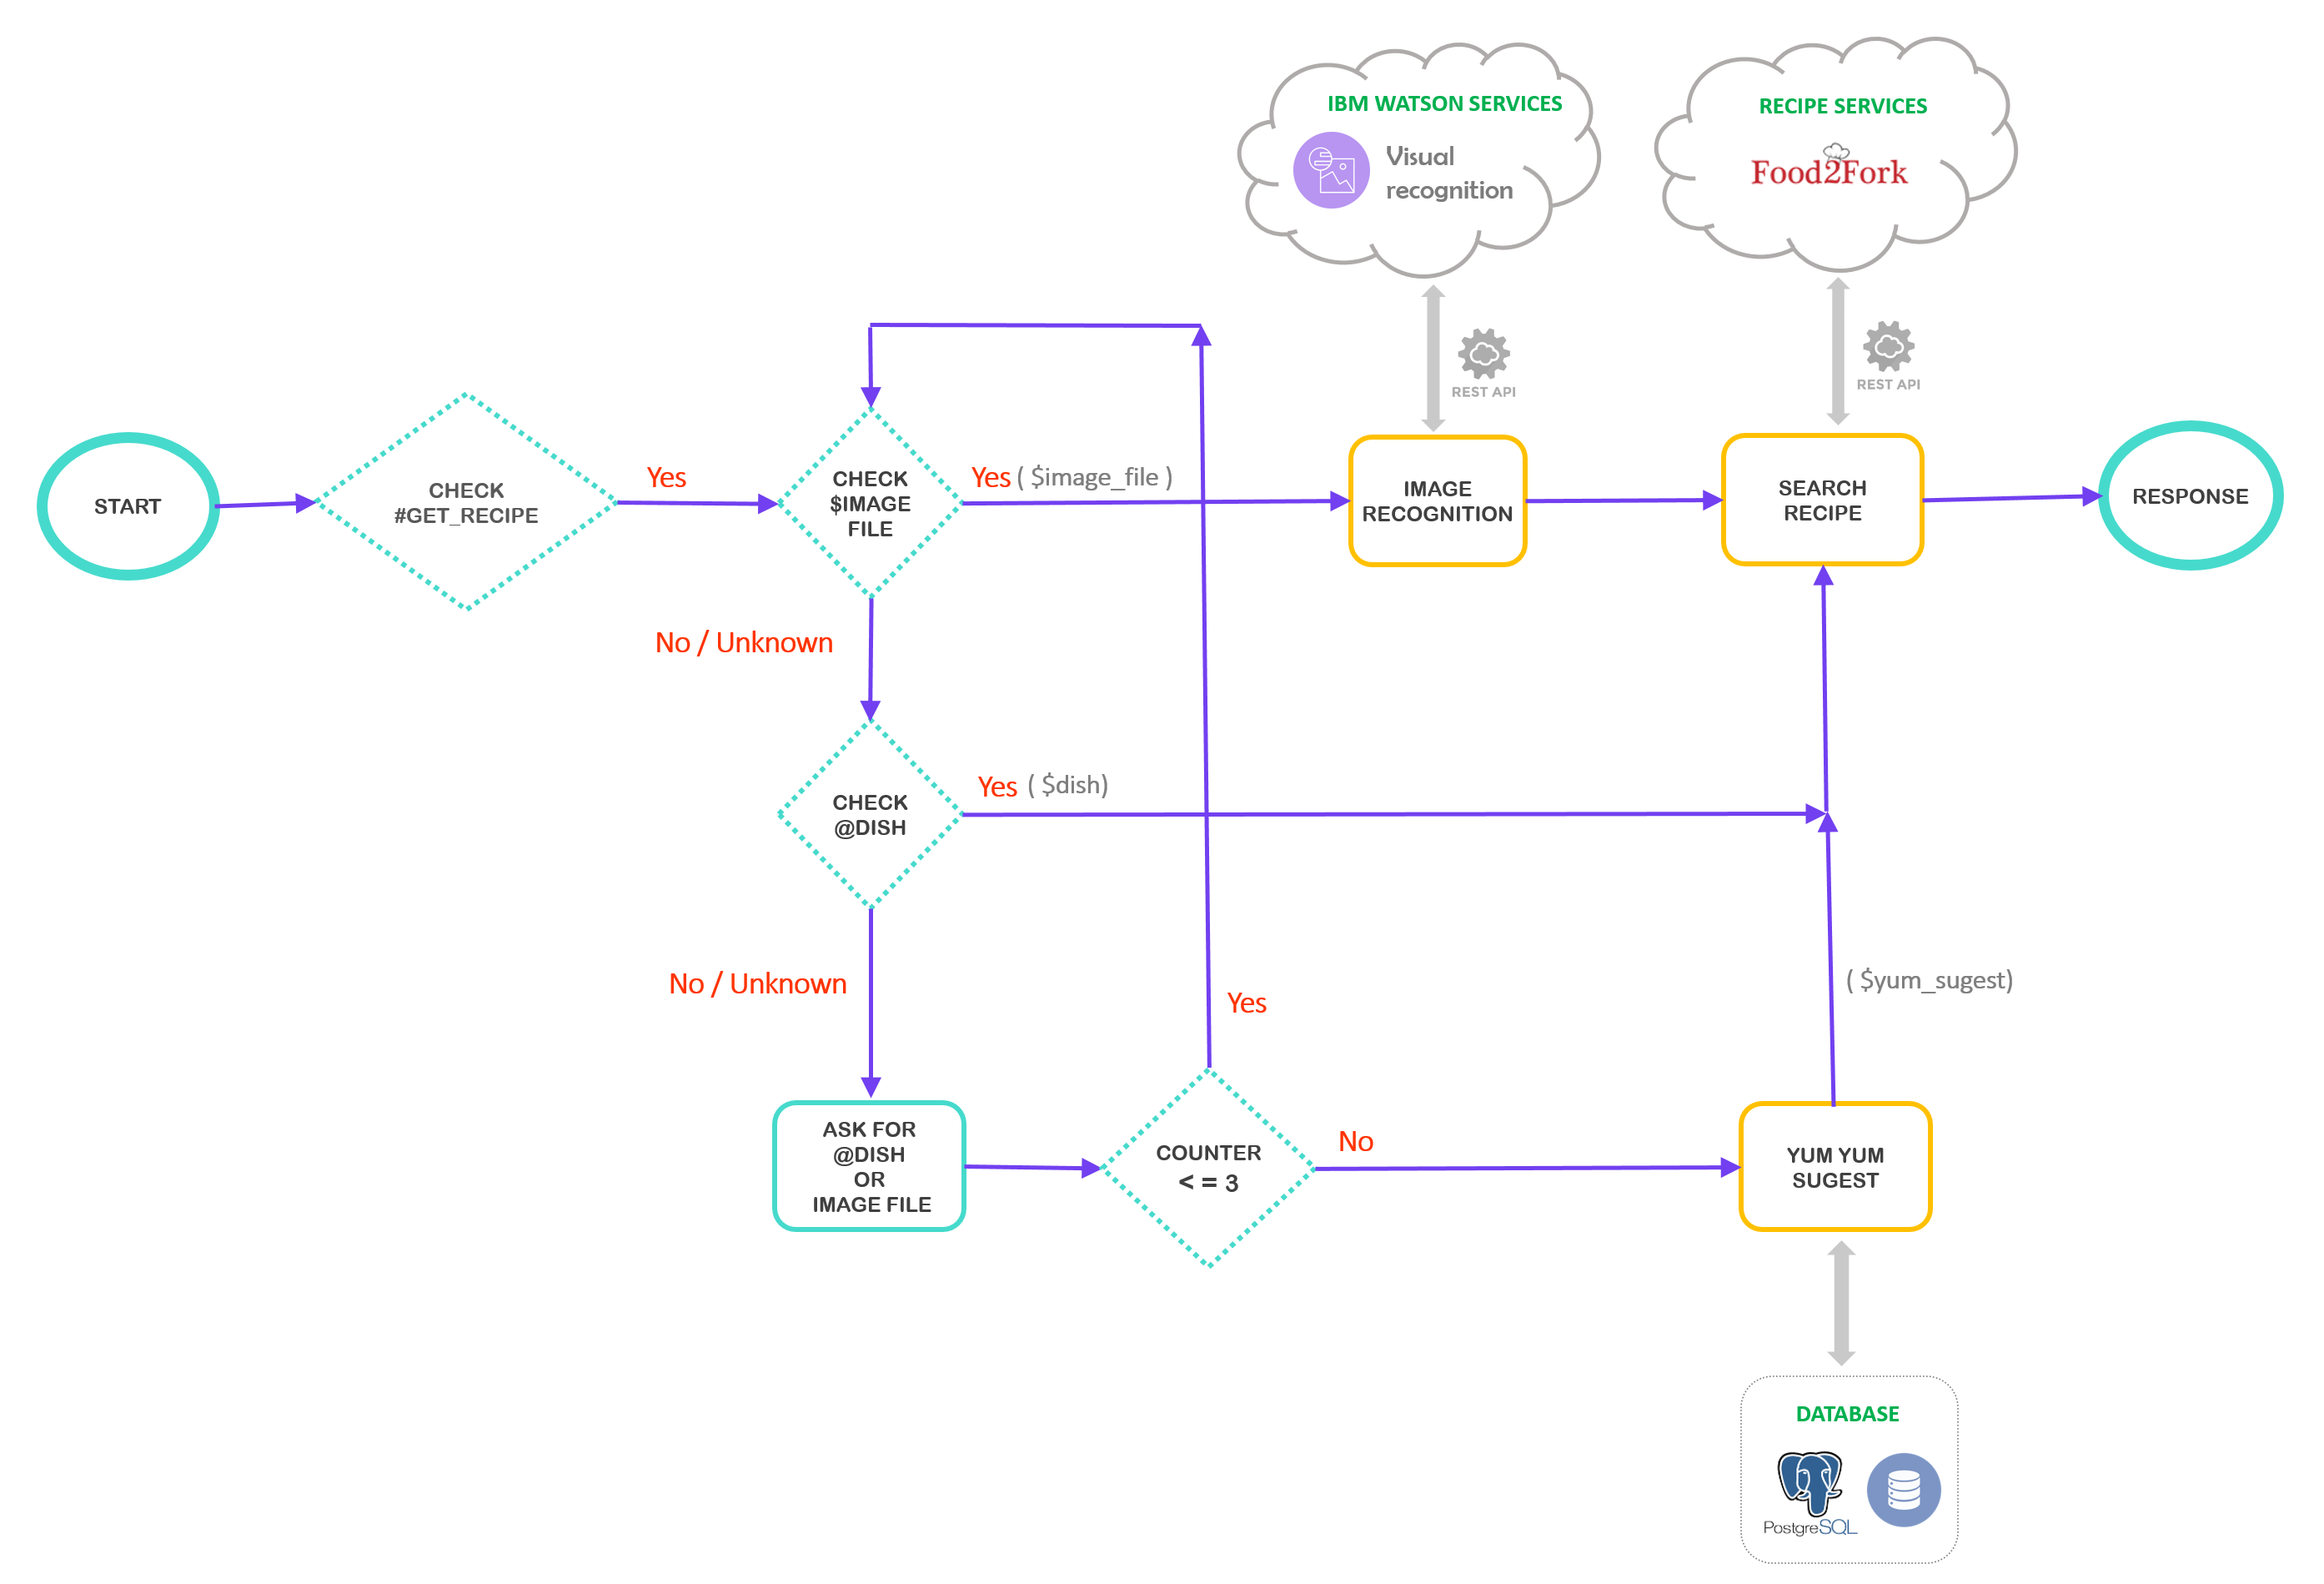 IBM WATSON SERVICES
Visual
recognition
RECIPE SERVICES
Food2Fork
REST API
REST API
START
CHECK
#GET_RECIPE
Yes
CHECK
$IMAGE
FILE
Yes ( $image_file )
IMAGE
RECOGNITION
SEARCH
RECIPE
RESPONSE
No / Unknown
CHECK
@DISH
Yes ( $dish)
No / Unknown
Yes
( $yum_sugest)
ASK FOR
@DISH
OR
IMAGE FILE
COUNTER
< = 3
No
YUM YUM
SUGEST
DATABASE
PostgreSQL